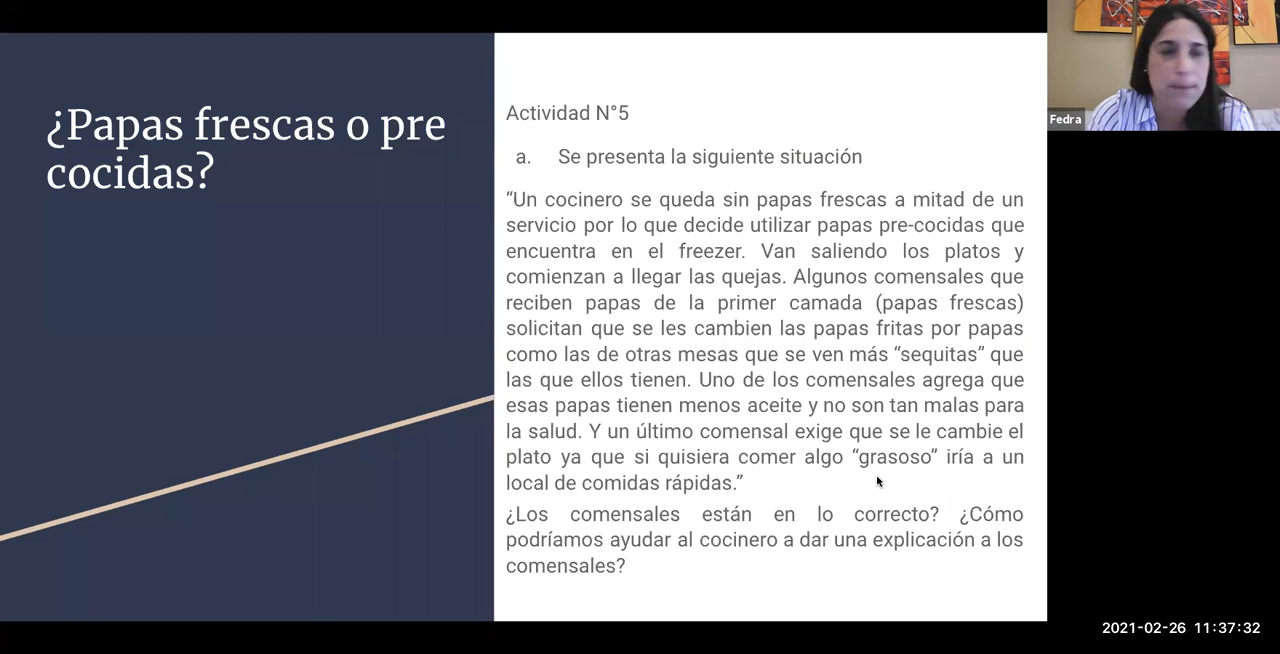 ¿Papas frescas o pre
cocidas?
Actividad N°5
a. Se presenta la siguiente situación
“Un cocinero se queda sin papas frescas a mitad de un
servicio por lo que decide utilizar papas pre-cocidas que
encuentra en el freezer. Van saliendo los platos y
comienzan a llegar las quejas. Algunos comensales que
reciben papas de la primer camada (papas frescas)
solicitan que se les cambien las papas fritas por papas
como las de otras mesas que se ven más “sequitas” que
las que ellos tienen. Uno de los comensales agrega que
esas papas tienen menos aceite y no son tan malas para
la salud. Y un último comensal exige que se le cambie el
plato ya que si quisiera comer algo “grasoso” iría a un
local de comidas rápidas.”
¿Los comensales están en lo correcto? ¿Cómo
podríamos ayudar al cocinero a dar una explicación a los
comensales?
Fedra
2021-02-26 11:37:32